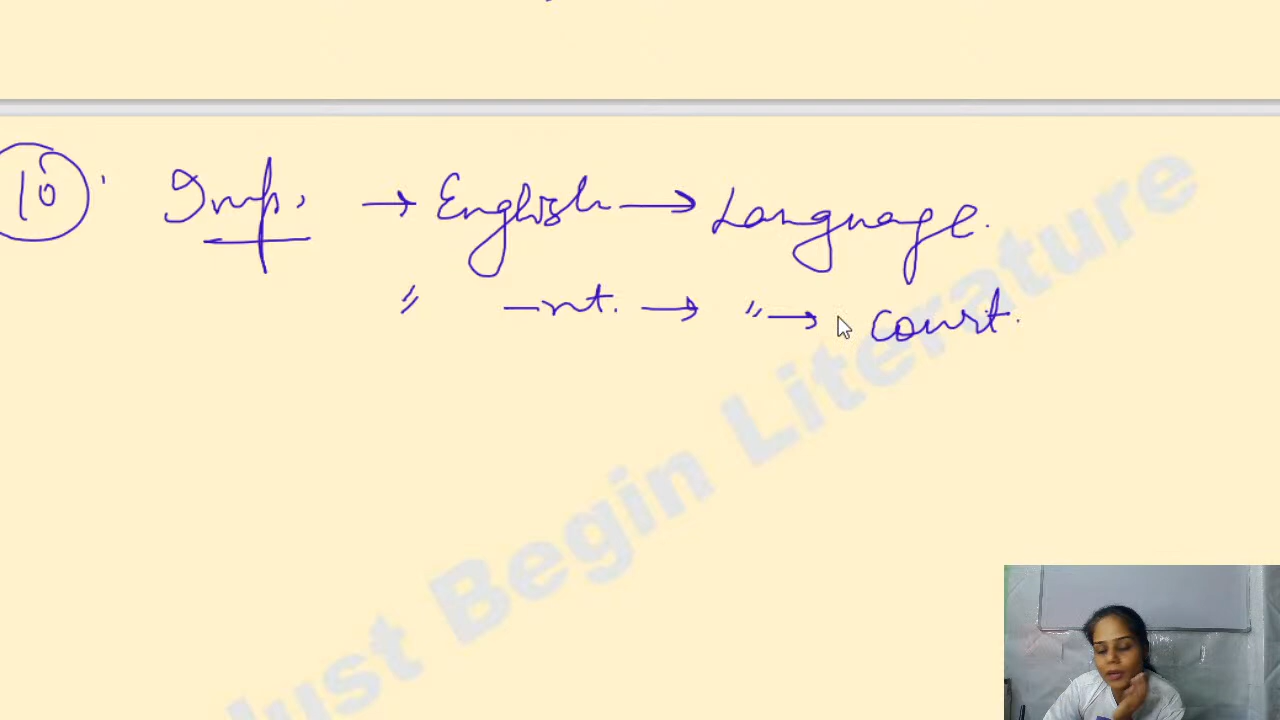 10. Imp. → English → Language.
〃 -nt. → 〃 → court.
Just Begin Literature